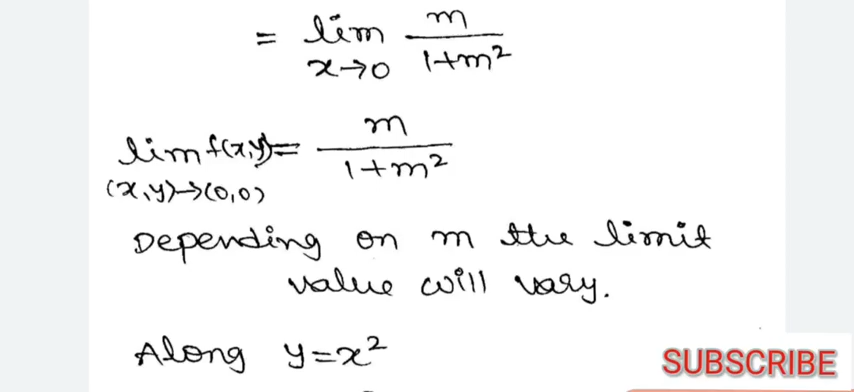 = lim x→0 m/(1+m²)
lim (x,y)→(0,0) f(x,y) = m/(1+m²)
Depending on m the limit
value will vary.
Along y=x²
SUBSCRIBE